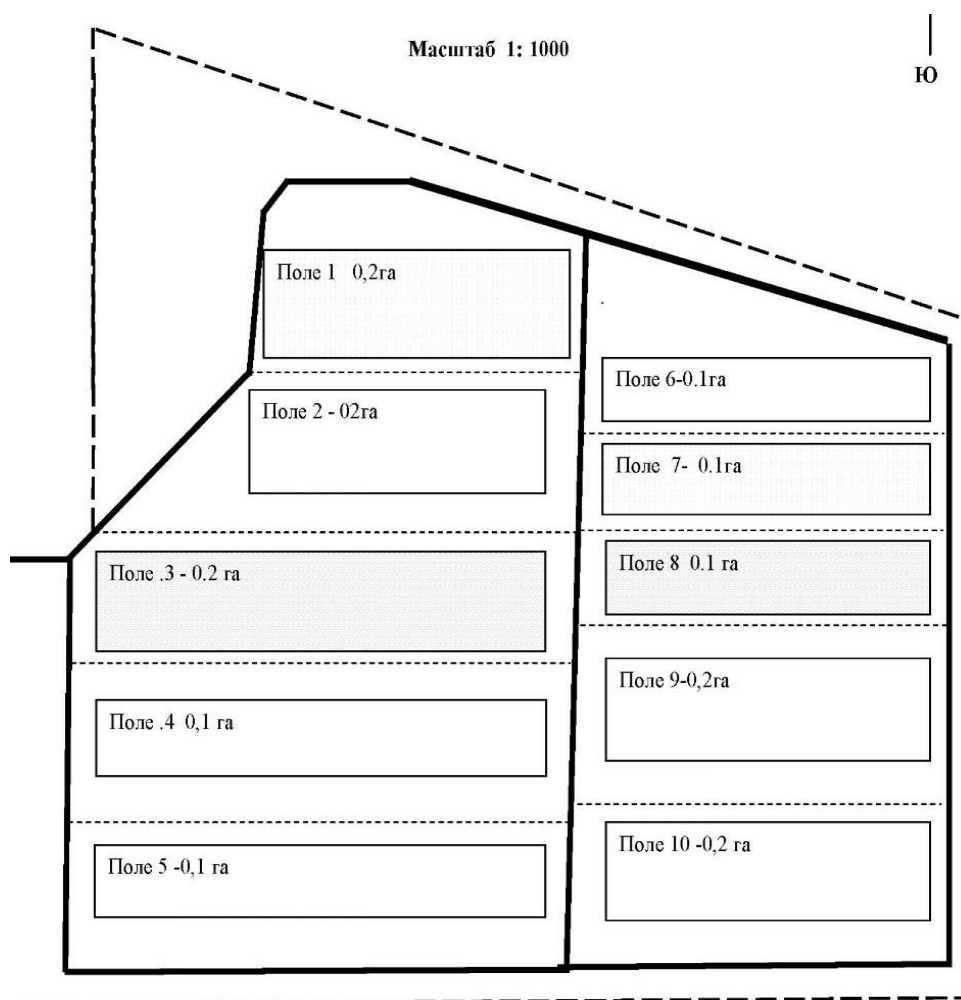 Масштаб 1: 1000
Ю
Поле 1 0,2га
Поле 2 - 02га
Поле .3 - 0.2 га
Поле .4 0,1 га
Поле 5 -0,1 га
Поле 6-0.1га
Поле 7- 0.1га
Поле 8 0.1 га
Поле 9-0,2га
Поле 10 -0,2 га